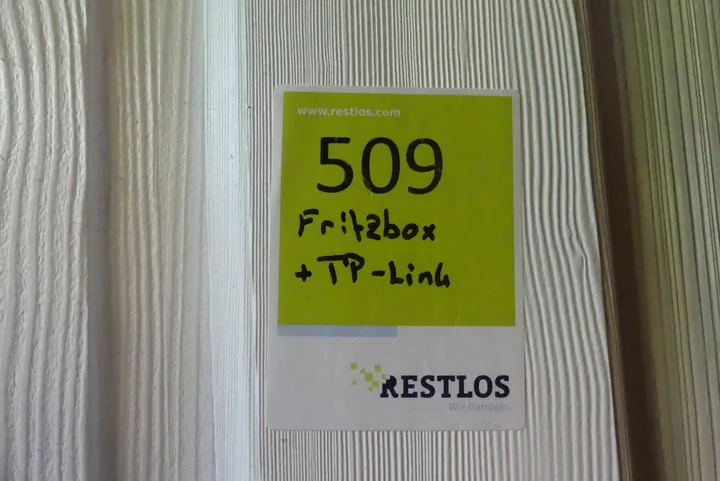 www.restlos.com
509
Fritzbox
+ TP-Link
RESTLOS
Wir handeln